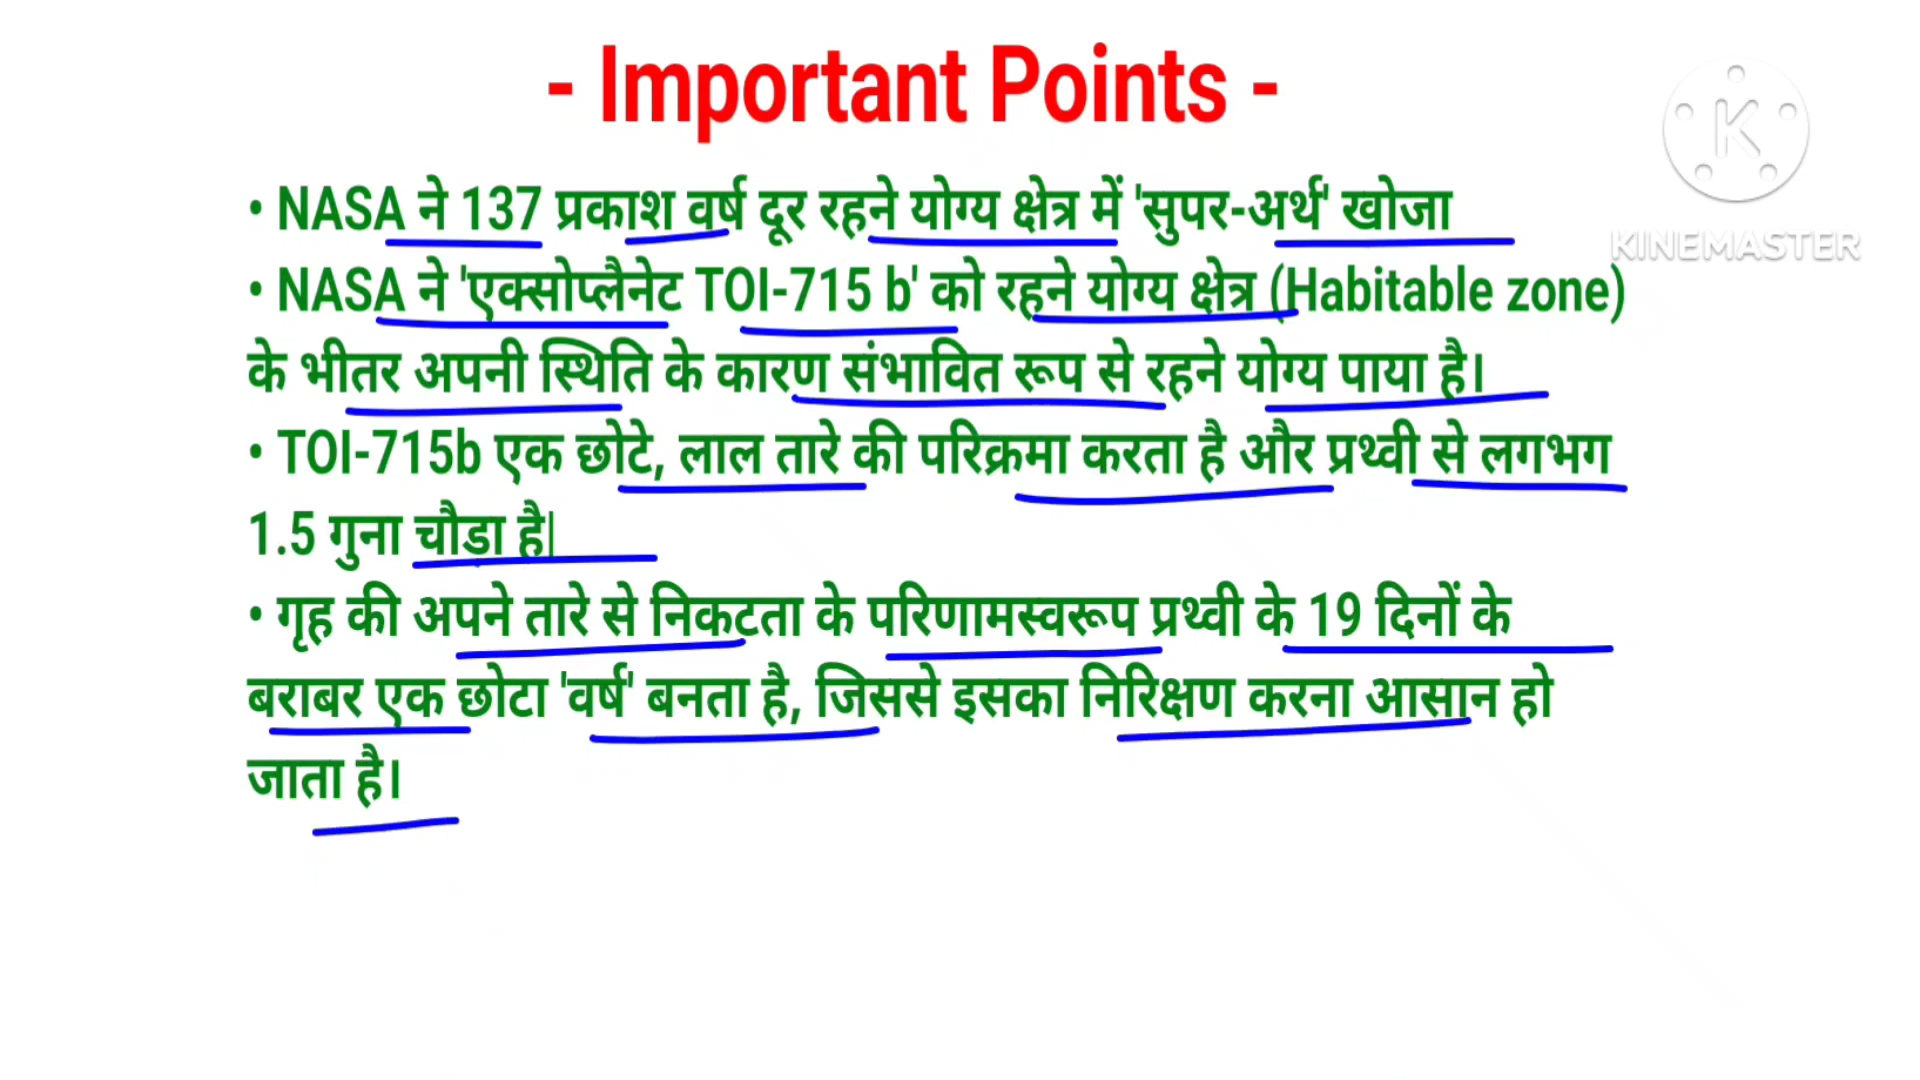 - Important Points -
• NASA ने 137 प्रकाश वर्ष दूर रहने योग्य क्षेत्र में 'सुपर-अर्थ' खोजा
• NASA ने 'एक्सोप्लैनेट TOI-715 b' को रहने योग्य क्षेत्र (Habitable zone)
के भीतर अपनी स्थिति के कारण संभावित रूप से रहने योग्य पाया है।
• TOI-715b एक छोटे, लाल तारे की परिक्रमा करता है और प्रथ्वी से लगभग
1.5 गुना चौड़ा है|
• गृह की अपने तारे से निकटता के परिणामस्वरूप प्रथ्वी के 19 दिनों के
बराबर एक छोटा 'वर्ष' बनता है, जिससे इसका निरिक्षण करना आसान हो
जाता है।
K
KINEMASTER